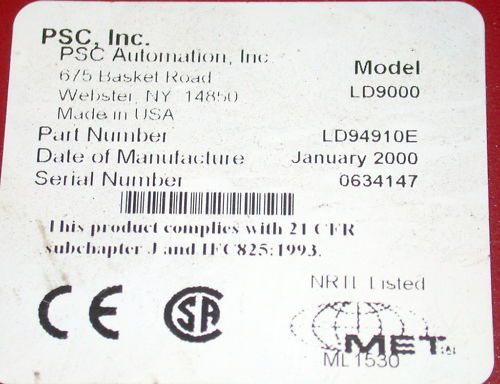 PSC, Inc.
PSC Automation, Inc.
675 Basket Road
Webster, NY 14850
Made in USA
Model
LD9000
Part Number LD94910E
Date of Manufacture January 2000
Serial Number 0634147
This product complies with 21 CFR
subchapter J and IEC825:1993.
CE
SA
NRTL Listed
MET
ML1530